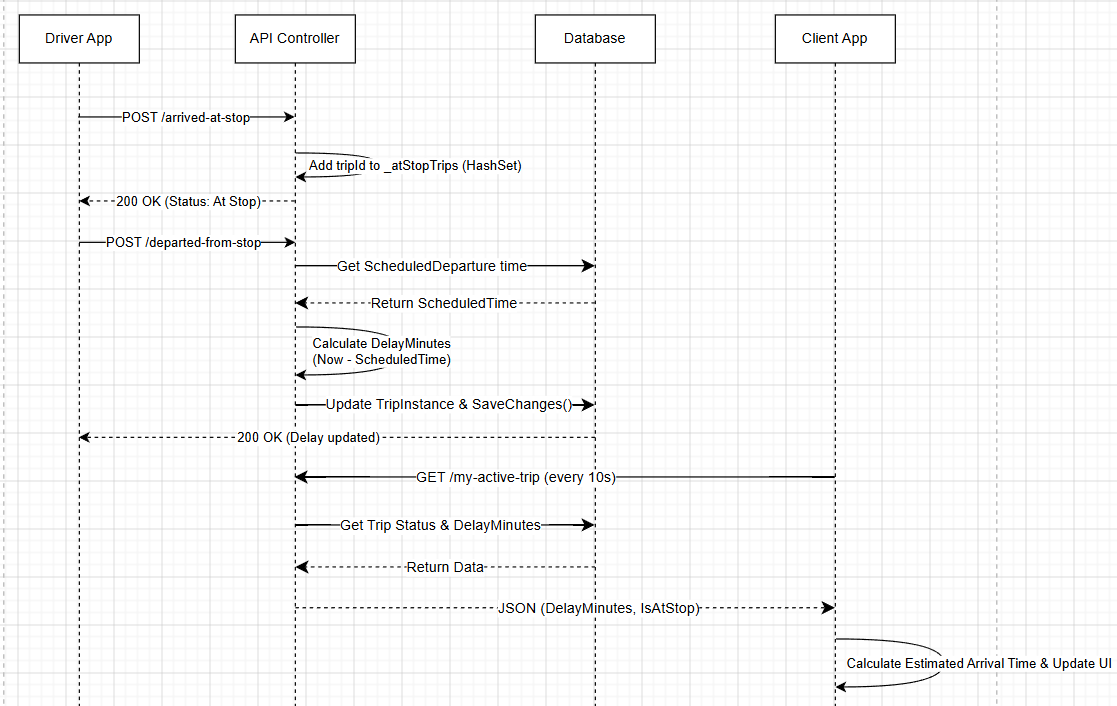 Driver App
API Controller
Database
Client App
POST /arrived-at-stop
Add tripId to _atStopTrips (HashSet)
200 OK (Status: At Stop)
POST /departed-from-stop
Get ScheduledDeparture time
Return ScheduledTime
Calculate DelayMinutes
(Now - ScheduledTime)
Update TripInstance & SaveChanges()
200 OK (Delay updated)
GET /my-active-trip (every 10s)
Get Trip Status & DelayMinutes
Return Data
JSON (DelayMinutes, IsAtStop)
Calculate Estimated Arrival Time & Update UI